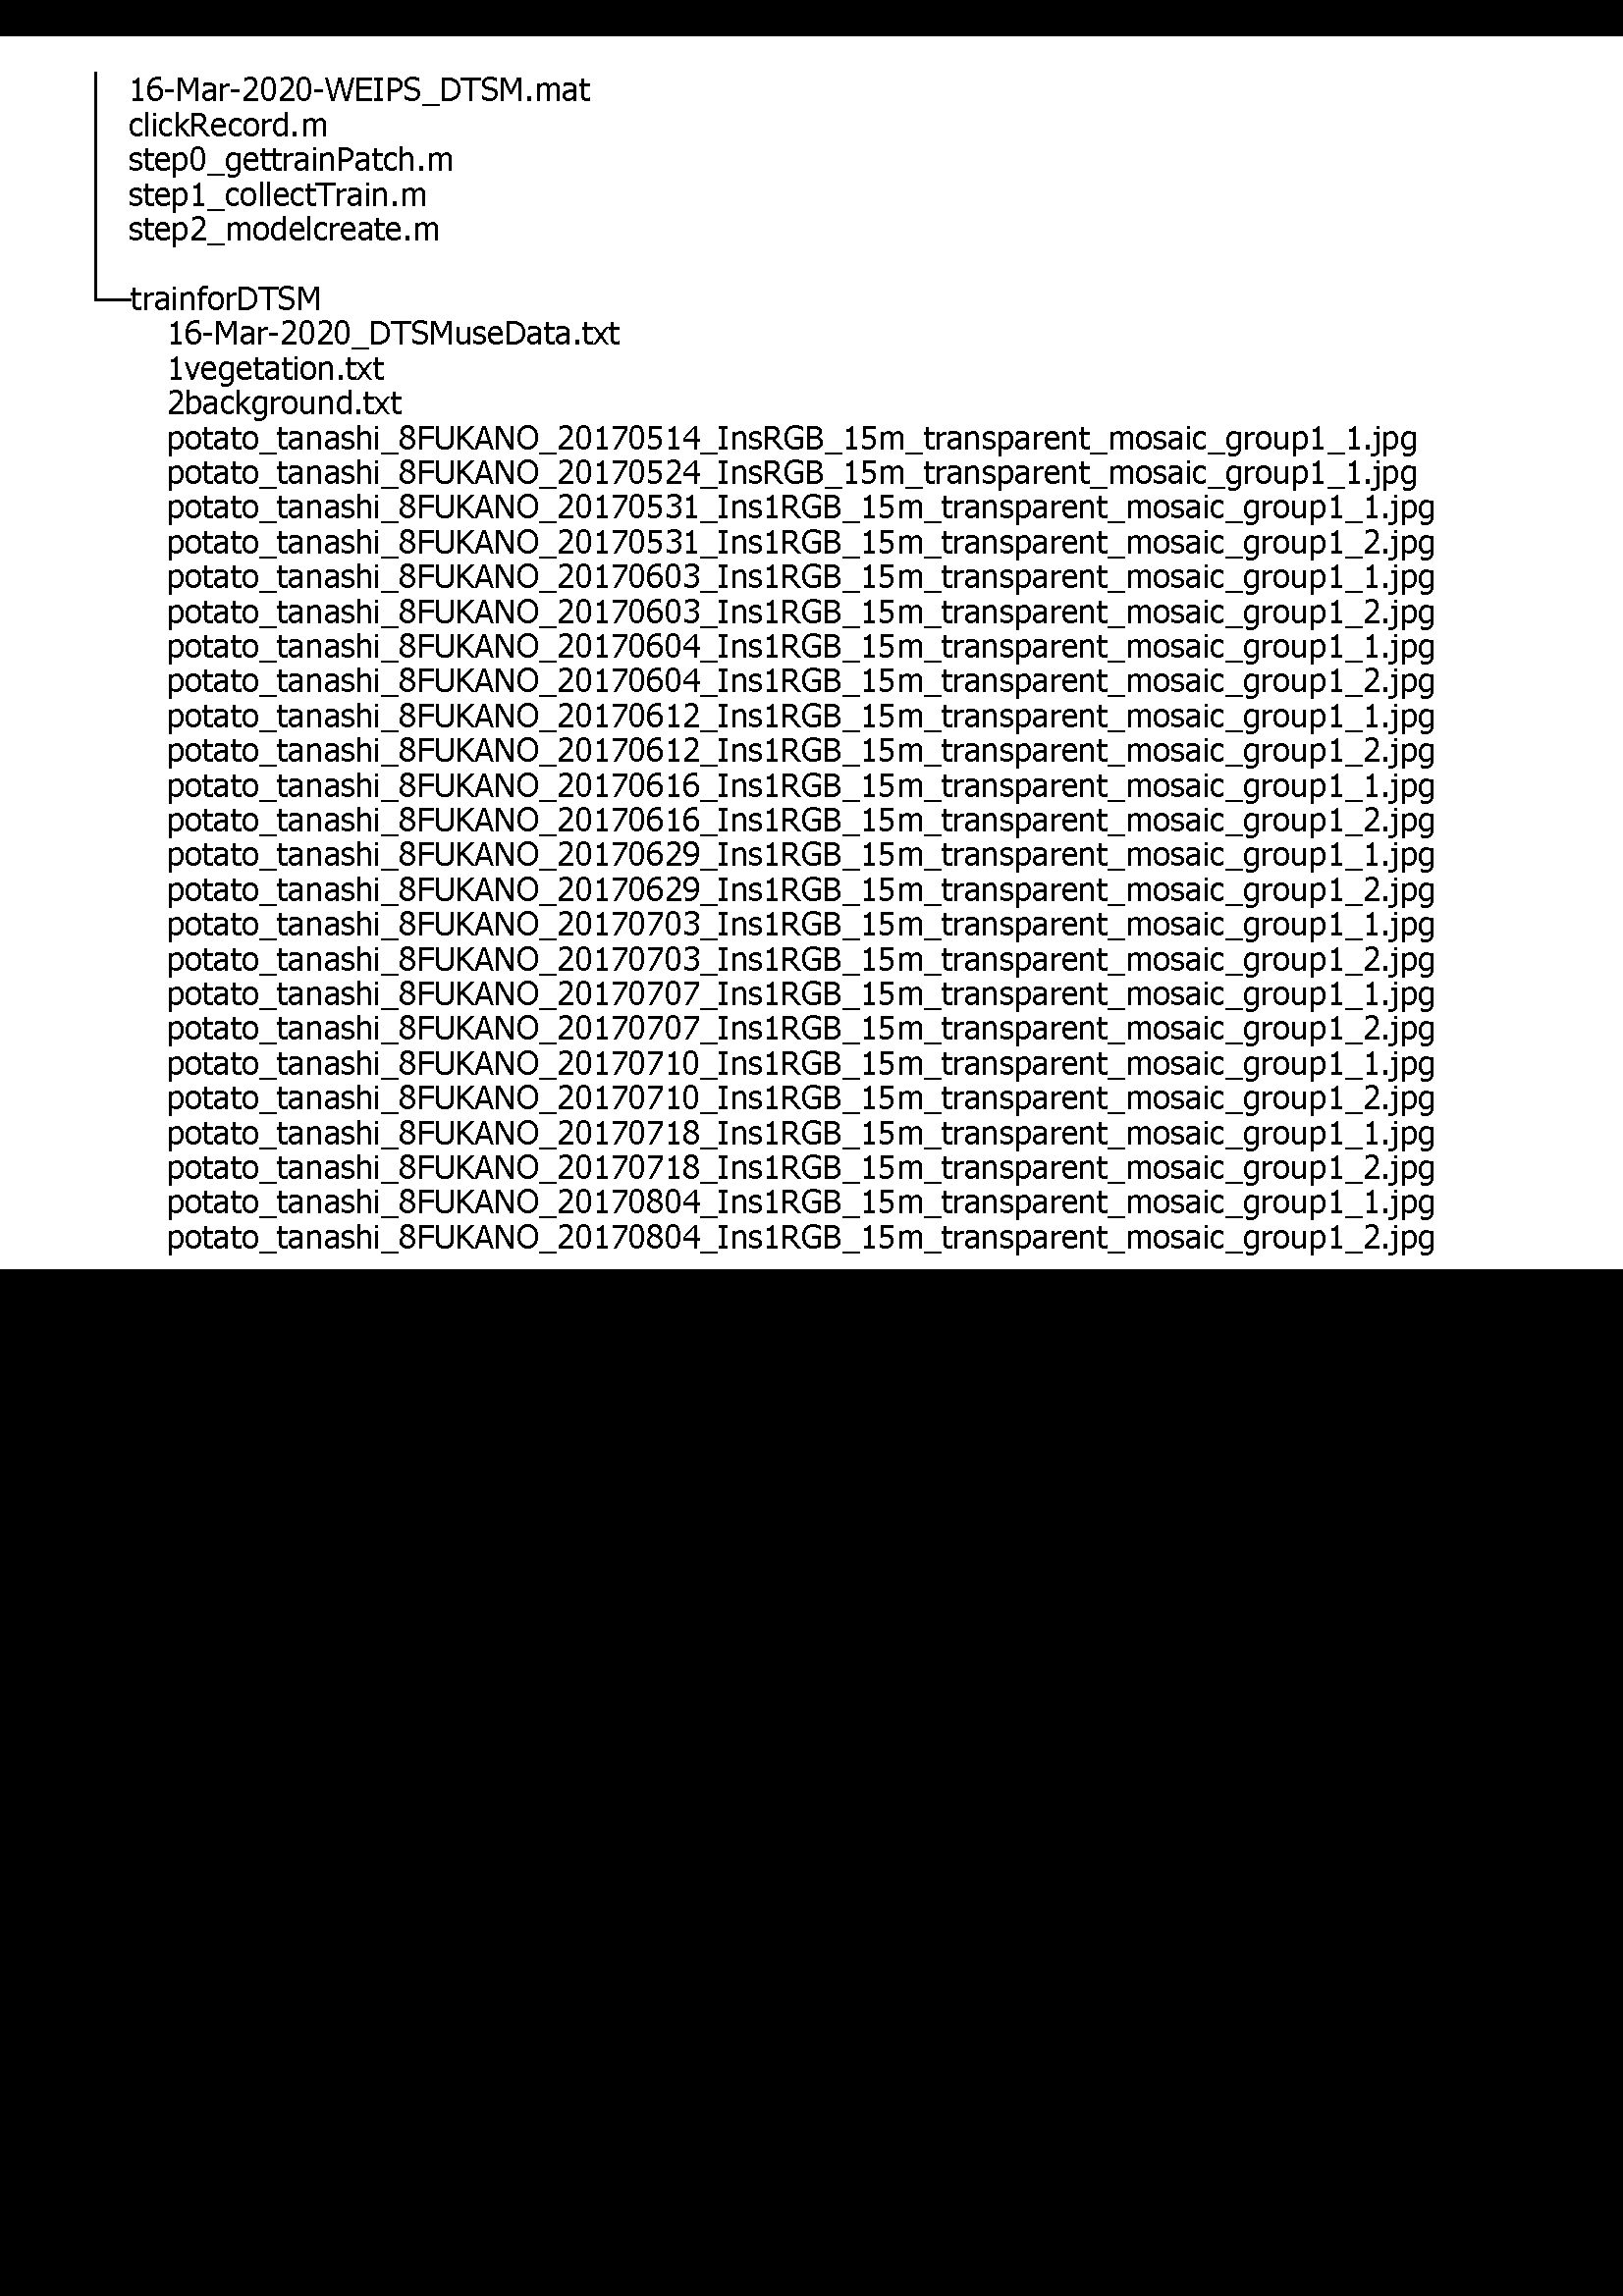 16-Mar-2020-WEIPS_DTSM.mat
clickRecord.m
step0_gettrainPatch.m
step1_collectTrain.m
step2_modelcreate.m
trainforDTSM
16-Mar-2020_DTSMuseData.txt
1vegetation.txt
2background.txt
potato_tanashi_8FUKANO_20170514_InsRGB_15m_transparent_mosaic_group1_1.jpg
potato_tanashi_8FUKANO_20170524_InsRGB_15m_transparent_mosaic_group1_1.jpg
potato_tanashi_8FUKANO_20170531_Ins1RGB_15m_transparent_mosaic_group1_1.jpg
potato_tanashi_8FUKANO_20170531_Ins1RGB_15m_transparent_mosaic_group1_2.jpg
potato_tanashi_8FUKANO_20170603_Ins1RGB_15m_transparent_mosaic_group1_1.jpg
potato_tanashi_8FUKANO_20170603_Ins1RGB_15m_transparent_mosaic_group1_2.jpg
potato_tanashi_8FUKANO_20170604_Ins1RGB_15m_transparent_mosaic_group1_1.jpg
potato_tanashi_8FUKANO_20170604_Ins1RGB_15m_transparent_mosaic_group1_2.jpg
potato_tanashi_8FUKANO_20170612_Ins1RGB_15m_transparent_mosaic_group1_1.jpg
potato_tanashi_8FUKANO_20170612_Ins1RGB_15m_transparent_mosaic_group1_2.jpg
potato_tanashi_8FUKANO_20170616_Ins1RGB_15m_transparent_mosaic_group1_1.jpg
potato_tanashi_8FUKANO_20170616_Ins1RGB_15m_transparent_mosaic_group1_2.jpg
potato_tanashi_8FUKANO_20170629_Ins1RGB_15m_transparent_mosaic_group1_1.jpg
potato_tanashi_8FUKANO_20170629_Ins1RGB_15m_transparent_mosaic_group1_2.jpg
potato_tanashi_8FUKANO_20170703_Ins1RGB_15m_transparent_mosaic_group1_1.jpg
potato_tanashi_8FUKANO_20170703_Ins1RGB_15m_transparent_mosaic_group1_2.jpg
potato_tanashi_8FUKANO_20170707_Ins1RGB_15m_transparent_mosaic_group1_1.jpg
potato_tanashi_8FUKANO_20170707_Ins1RGB_15m_transparent_mosaic_group1_2.jpg
potato_tanashi_8FUKANO_20170710_Ins1RGB_15m_transparent_mosaic_group1_1.jpg
potato_tanashi_8FUKANO_20170710_Ins1RGB_15m_transparent_mosaic_group1_2.jpg
potato_tanashi_8FUKANO_20170718_Ins1RGB_15m_transparent_mosaic_group1_1.jpg
potato_tanashi_8FUKANO_20170718_Ins1RGB_15m_transparent_mosaic_group1_2.jpg
potato_tanashi_8FUKANO_20170804_Ins1RGB_15m_transparent_mosaic_group1_1.jpg
potato_tanashi_8FUKANO_20170804_Ins1RGB_15m_transparent_mosaic_group1_2.jpg